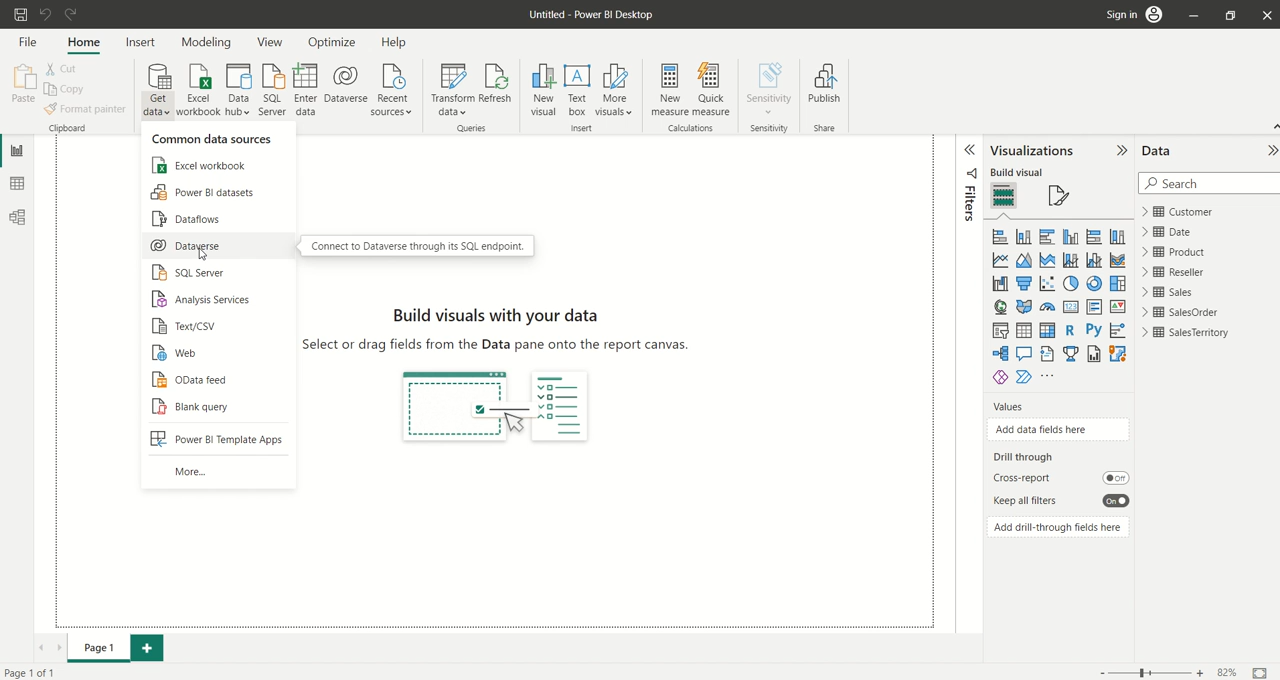 Untitled - Power BI Desktop
Sign in
File
Home
Insert
Modeling
View
Optimize
Help
Paste
Cut
Copy
Format painter
Clipboard
Get data
Excel workbook
Data hub
SQL Server
Enter data
Dataverse
Recent sources
Transform data
Refresh
Queries
New visual
Text box
More visuals
Insert
New measure
Quick measure
Calculations
Sensitivity
Sensitivity
Publish
Share
Common data sources
Excel workbook
Power BI datasets
Dataflows
Dataverse
Connect to Dataverse through its SQL endpoint.
SQL Server
Analysis Services
Text/CSV
Web
OData feed
Blank query
Power BI Template Apps
More...
Build visuals with your data
Select or drag fields from the Data pane onto the report canvas.
Filters
Visualizations
Build visual
R
Py
Values
Add data fields here
Drill through
Cross-report
Off
Keep all filters
On
Add drill-through fields here
Data
Search
Customer
Date
Product
Reseller
Sales
SalesOrder
SalesTerritory
Page 1
Page 1 of 1
82%